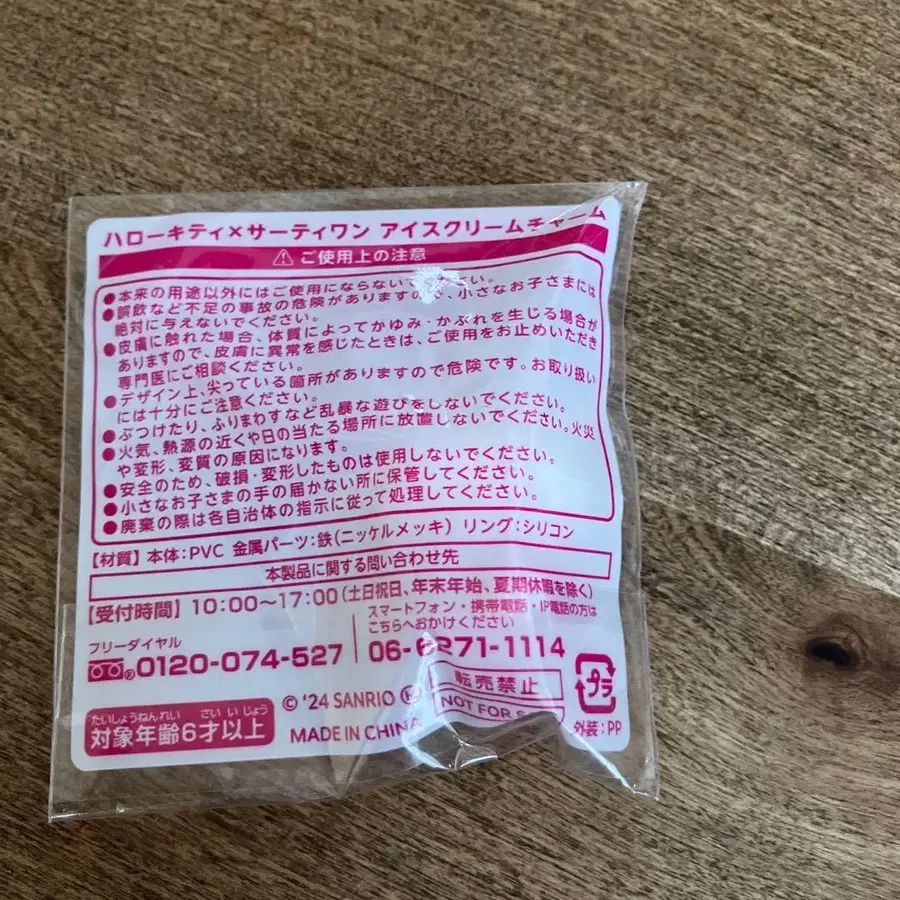 ハローキティ×サーティワン アイスクリームチャーム
⚠ご使用上の注意
●本来の用途以外にはご使用にならないでください。
●誤飲など不足の事故の危険がありますので、小さなお子さまには
絶対に与えないでください。
●皮膚に触れた場合、体質によってかゆみ・かぶれを生じる場合が
ありますので、皮膚に異常を感じたときは、ご使用をお止めいただき
専門医にご相談ください。
●デザイン上、尖っている箇所がありますので危険です。お取り扱い
には十分にご注意ください。
●ぶつけたり、ふりまわすなど乱暴な遊びをしないでください。
●火気、熱源の近くや日の当たる場所に放置しないでください。火災
や変形、変質の原因になります。
●安全のため、破損・変形したものは使用しないでください。
●小さなお子さまの手の届かない所に保管してください。
●廃棄の際は各自治体の指示に従って処理してください。
【材質】本体:PVC 金属パーツ:鉄(ニッケルメッキ) リング:シリコン
本製品に関する問い合わせ先
【受付時間】10:00～17:00(土日祝日、年末年始、夏期休暇を除く)
フリーダイヤル
0120-074-527
スマートフォン・携帯電話・IP電話の方は
こちらへおかけください
06-6271-1114
たいしょうねんれい さい いじょう
対象年齢6才以上
© '24 SANRIO
MADE IN CHINA
転売禁止
NOT FOR
プラ
外装:PP